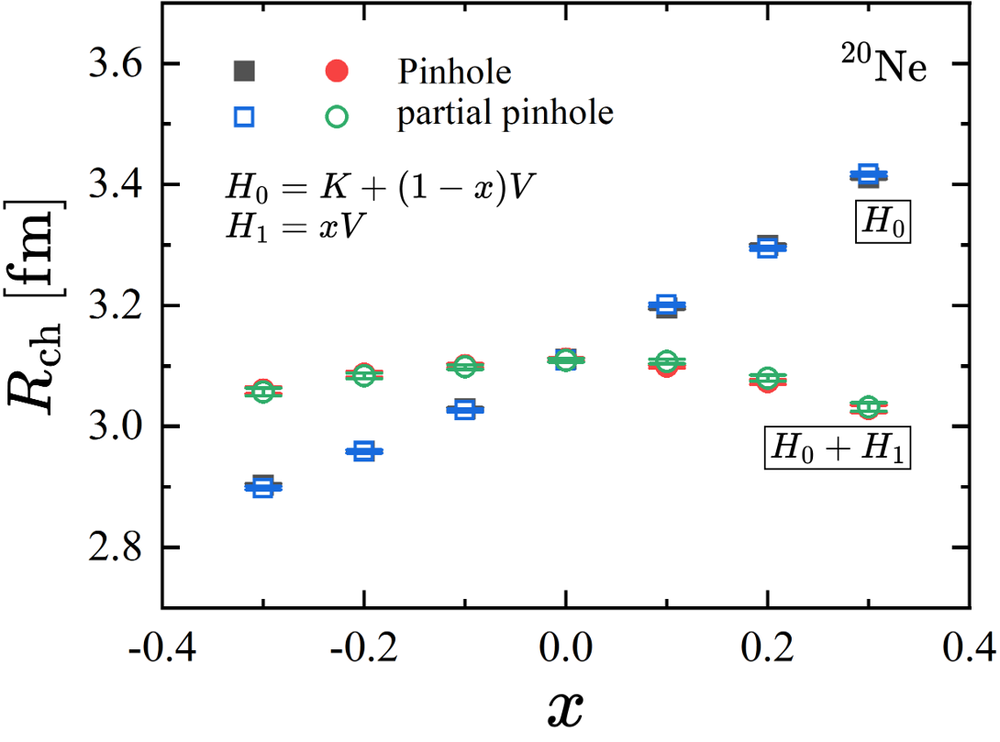 ²⁰Ne
Pinhole
partial pinhole
H₀ = K + (1 − x)V
H₁ = xV
H₀
H₀ + H₁
R_ch [fm]
3.6
3.4
3.2
3.0
2.8
-0.4 -0.2 0.0 0.2 0.4
x